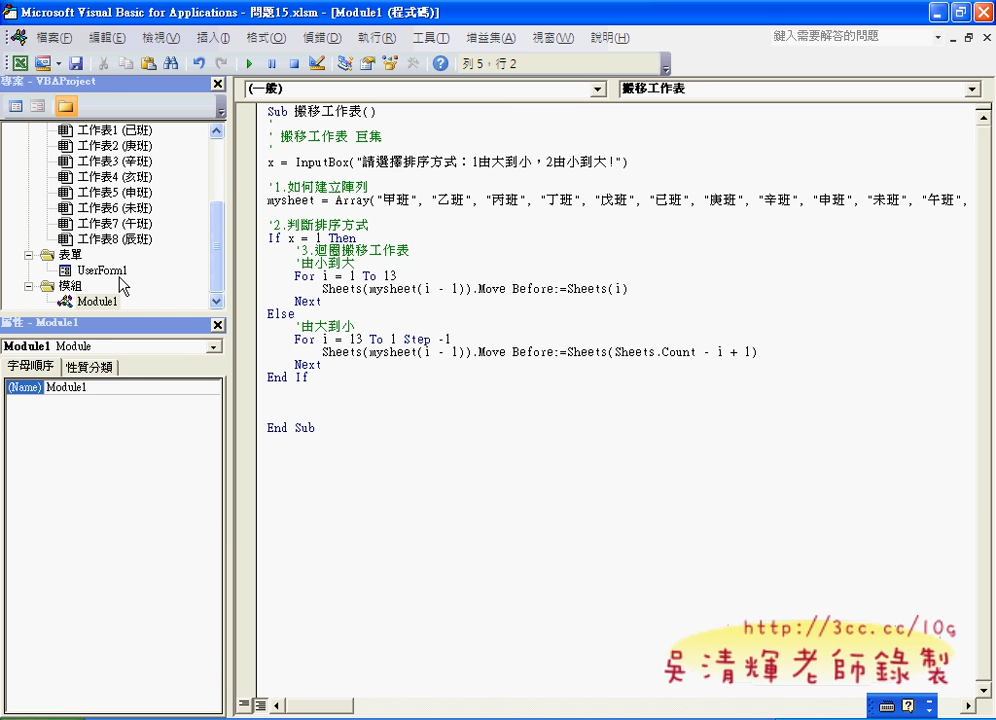 Microsoft Visual Basic for Applications - 問題15.xlsm - [Module1 (程式碼)]
檔案(F) 編輯(E) 檢視(V) 插入(I) 格式(O) 偵錯(D) 執行(R) 工具(T) 增益集(A) 視窗(W) 說明(H) 鍵入需要解答的問題
列 5，行 2
專案 - VBAProject
(一般) 搬移工作表
工作表1 (己班)
工作表2 (庚班)
工作表3 (辛班)
工作表4 (亥班)
工作表5 (申班)
工作表6 (未班)
工作表7 (午班)
工作表8 (辰班)
表單
UserForm1
模組
Module1
屬性 - Module1
Module1 Module
字母順序 性質分類
(Name) Module1
Sub 搬移工作表()
'
' 搬移工作表 巨集
'
x = InputBox("請選擇排序方式：1由大到小，2由小到大!")
'1.如何建立陣列
mysheet = Array("甲班", "乙班", "丙班", "丁班", "戊班", "己班", "庚班", "辛班", "申班", "未班", "午班",
'2.判斷排序方式
If x = 1 Then
'3.迴圈搬移工作表
'由小到大
For i = 1 To 13
Sheets(mysheet(i - 1)).Move Before:=Sheets(i)
Next
Else
'由大到小
For i = 13 To 1 Step -1
Sheets(mysheet(i - 1)).Move Before:=Sheets(Sheets.Count - i + 1)
Next
End If
End Sub
http://3cc.cc/10g
吳清輝老師錄製